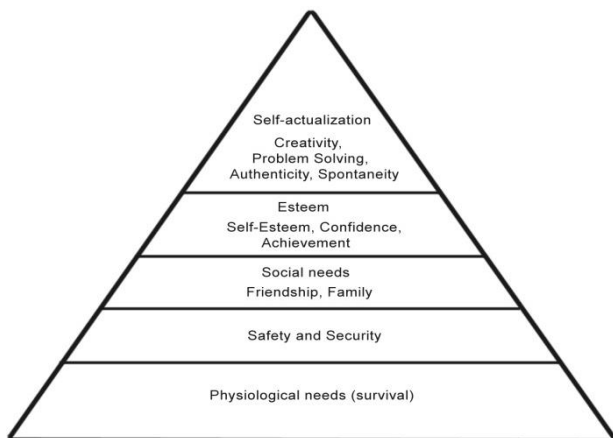 Self-actualization
Creativity,
Problem Solving,
Authenticity, Spontaneity
Esteem
Self-Esteem, Confidence,
Achievement
Social needs
Friendship, Family
Safety and Security
Physiological needs (survival)